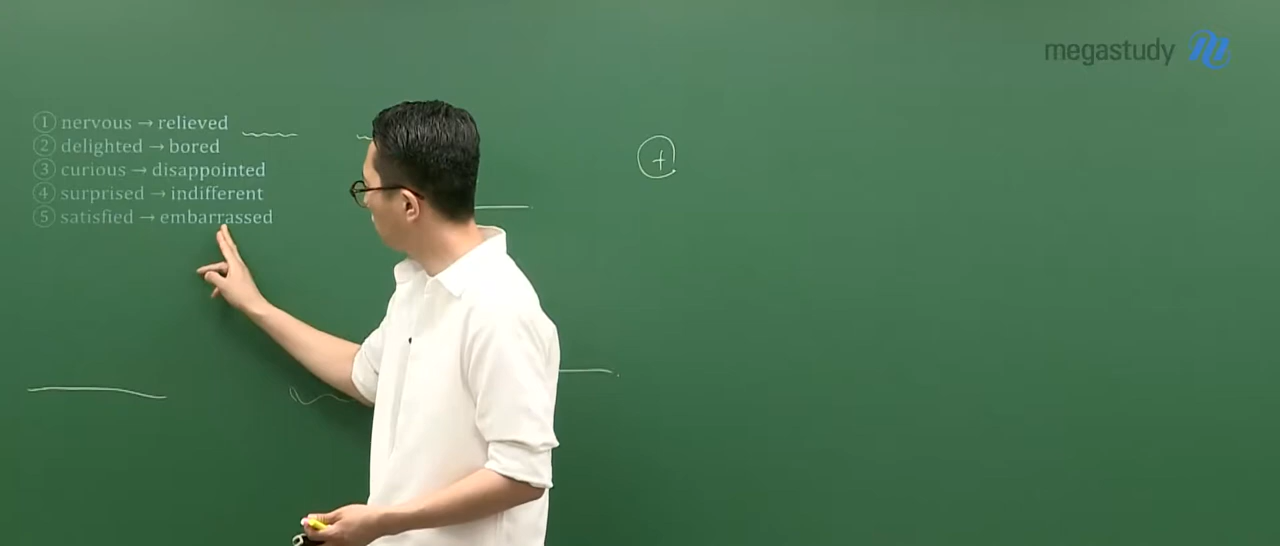 megastudy
① nervous → relieved
② delighted → bored
③ curious → disappointed
④ surprised → indifferent
⑤ satisfied → embarrassed
+